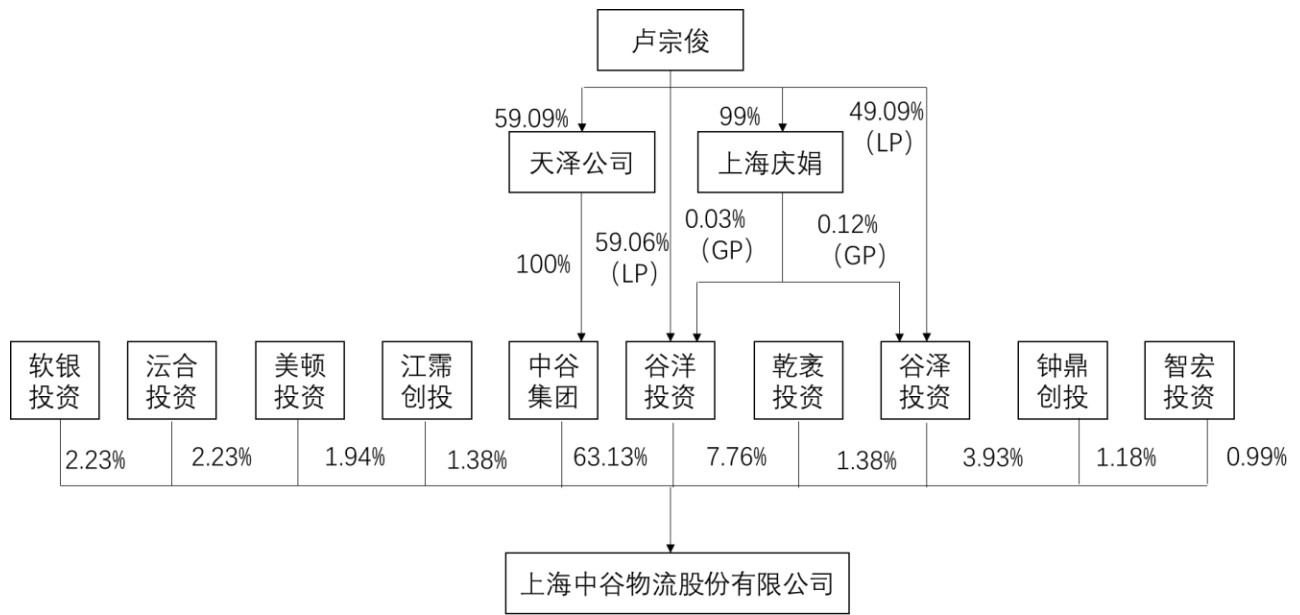 卢宗俊
59.09%
99%
49.09%
（LP）
天泽公司
上海庆娟
100%
59.06%
（LP）
0.03%
（GP）
0.12%
（GP）
软银
投资
沄合
投资
美顿
投资
江霈
创投
中谷
集团
谷洋
投资
乾袤
投资
谷泽
投资
钟鼎
创投
智宏
投资
2.23%
2.23%
1.94%
1.38%
63.13%
7.76%
1.38%
3.93%
1.18%
0.99%
上海中谷物流股份有限公司